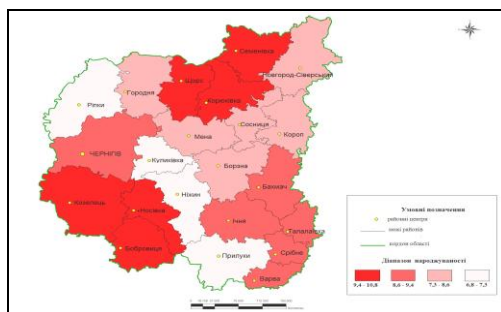 Семенівка
Новгород-Сіверський
Щорс
Городня
Корюківка
Ріпки
Сосниця
Мена
Короп
ЧЕРНІГІВ
Куликівка
Борзна
Бахмач
Ніжин
Козелець
Носівка
Ічня
Талалаївка
Бобровиця
Срібне
Прилуки
Варва
Умовні позначення
районні центри
межі районів
кордон області
Діапазон народжуваності
9,4 - 10,8
8,6 - 9,4
7,3 - 8,6
6,8 - 7,3